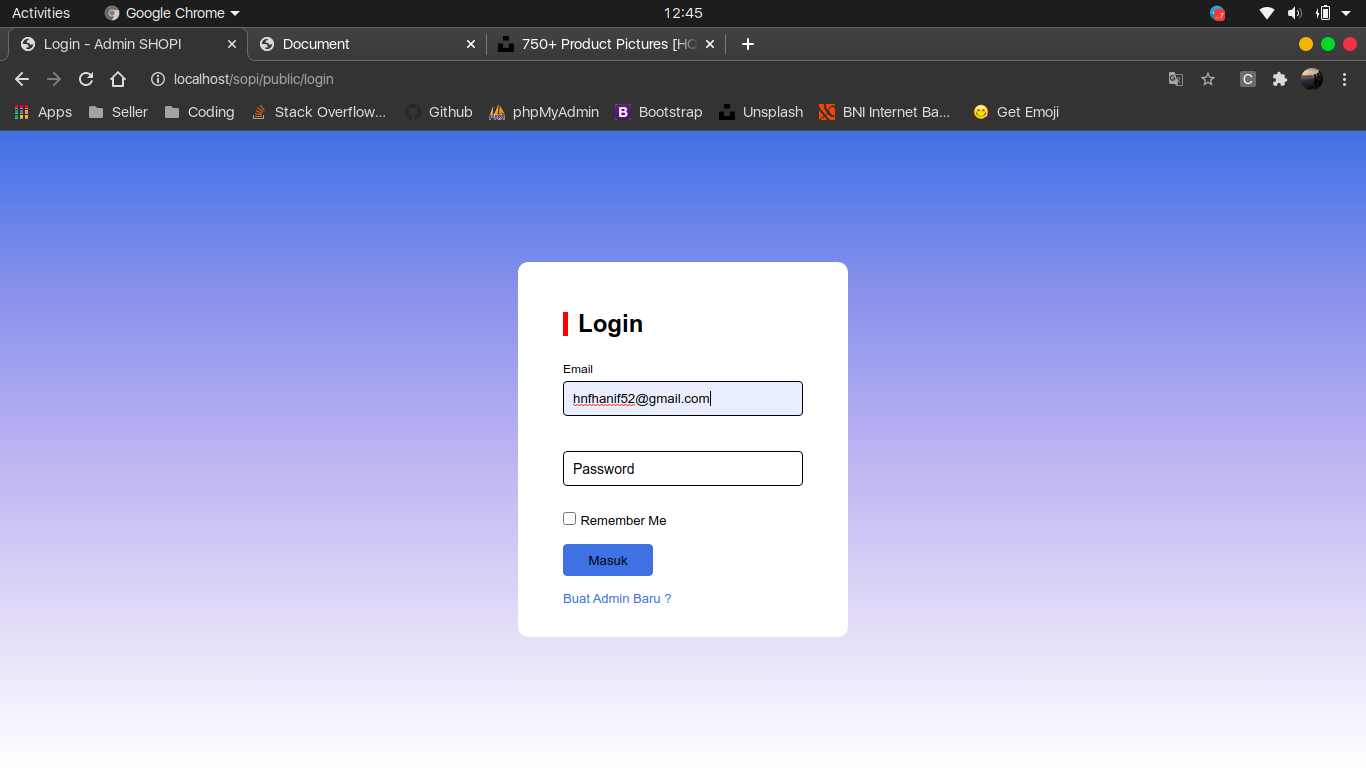 Activities Google Chrome 12:45
Login - Admin SHOPI Document 750+ Product Pictures [HQ
localhost/sopi/public/login
Apps Seller Coding Stack Overflow... Github phpMyAdmin B Bootstrap Unsplash BNI Internet Ba... Get Emoji
Login
Email
hnfhanif52@gmail.com
Password
Remember Me
Masuk
Buat Admin Baru ?